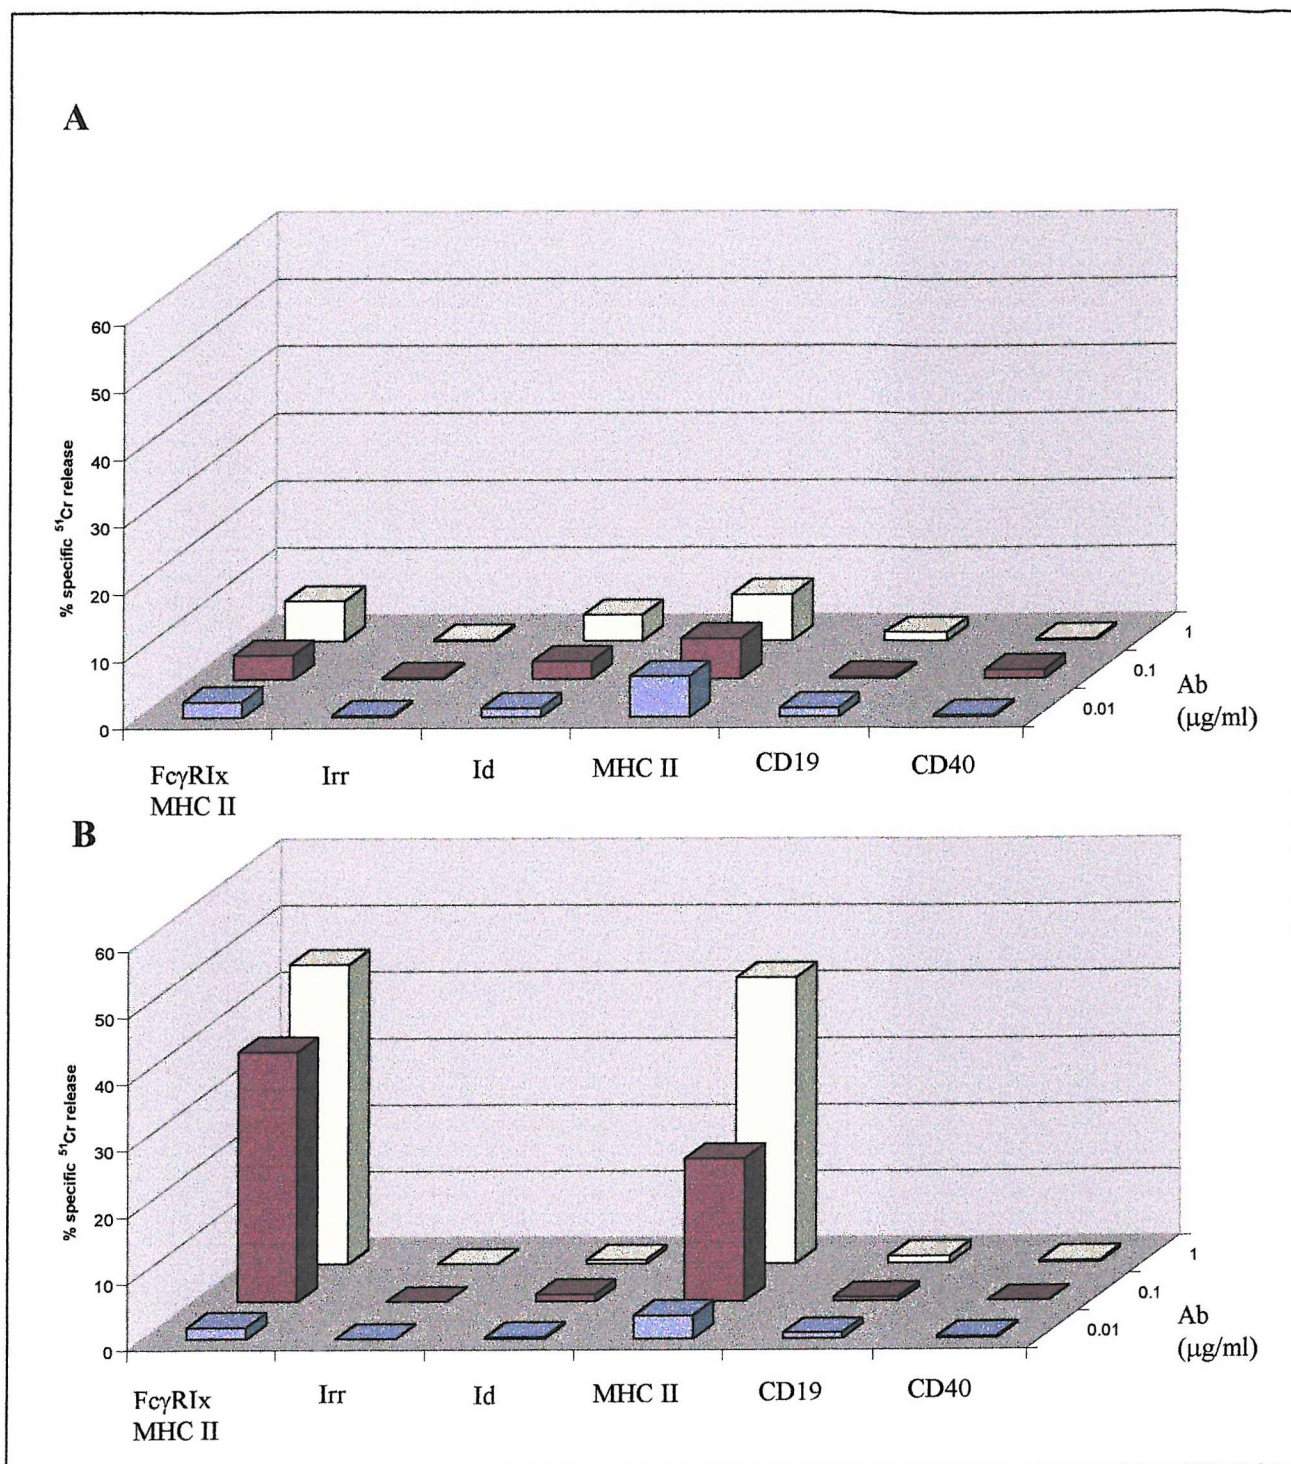 A
60
50
40
30
20
10
0
% specific ⁵¹Cr release
1
0.1
0.01
Ab
(μg/ml)
FcγRIx
MHC II
Irr
Id
MHC II
CD19
CD40
B
60
50
40
30
20
10
0
% specific ⁵¹Cr release
1
0.1
0.01
Ab
(μg/ml)
FcγRIx
MHC II
Irr
Id
MHC II
CD19
CD40